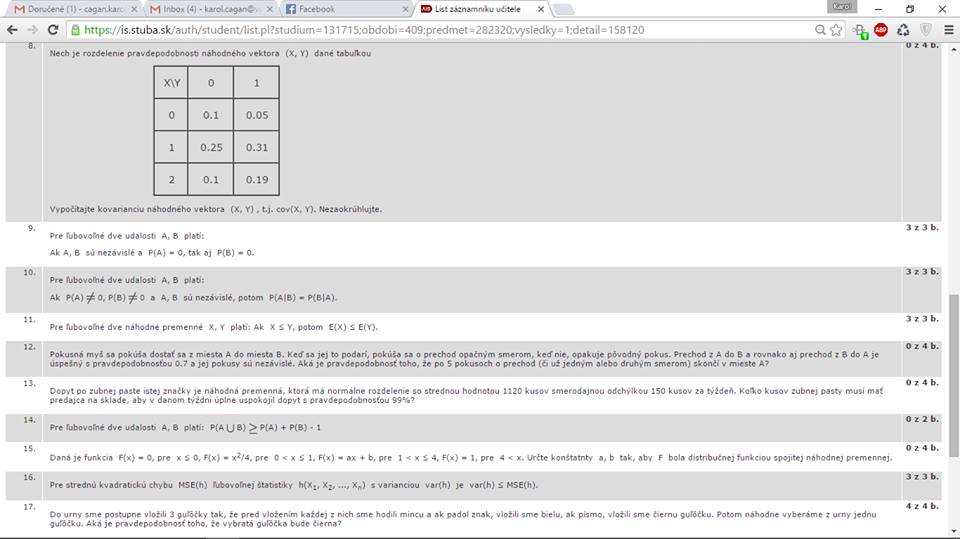 Doručené (1) - cagan.karol
Inbox (4) - karol.cagan@v
Facebook
List záznamníku učitele
Karol
https://is.stuba.sk/auth/student/list.pl?studium=131715;obdobi=409;predmet=282320;vysledky=1;detail=158120
ABP
8. Nech je rozdelenie pravdepodobnosti náhodného vektora (X, Y) dané tabuľkou 0 z 4 b.
X\Y 0 1
0 0.1 0.05
1 0.25 0.31
2 0.1 0.19
Vypočítajte kovarianciu náhodného vektora (X, Y) , t.j. cov(X, Y). Nezaokrúhlujte.
9. Pre ľubovoľné dve udalosti A, B platí: 3 z 3 b.
Ak A, B sú nezávislé a P(A) = 0, tak aj P(B) = 0.
10. Pre ľubovoľné dve udalosti A, B platí: 3 z 3 b.
Ak P(A) ≠ 0, P(B) ≠ 0 a A, B sú nezávislé, potom P(A|B) = P(B|A).
11. Pre ľubovoľné dve náhodné premenné X, Y platí: Ak X ≤ Y, potom E(X) ≤ E(Y). 3 z 3 b.
12. Pokusná myš sa pokúša dostať sa z miesta A do miesta B. Keď sa jej to podarí, pokúša sa o prechod opačným smerom, keď nie, opakuje pôvodný pokus. Prechod z A do B a rovnako aj prechod z B do A je 0 z 4 b.
úspešný s pravdepodobnosťou 0.7 a jej pokusy sú nezávislé. Aká je pravdepodobnosť toho, že po 5 pokusoch o prechod (či už jedným alebo druhým smerom) skončí v mieste A?
13. Dopyt po zubnej paste istej značky je náhodná premenná, ktorá má normálne rozdelenie so strednou hodnotou 1120 kusov smerodajnou odchýlkou 150 kusov za týždeň. Koľko kusov zubnej pasty musí mať 0 z 4 b.
predajca na sklade, aby v danom týždni úplne uspokojil dopyt s pravdepodobnosťou 99%?
14. Pre ľubovoľné dve udalosti A, B platí: P(A ∪ B) ≥ P(A) + P(B) - 1 0 z 2 b.
15. Daná je funkcia F(x) = 0, pre x ≤ 0, F(x) = x²/4, pre 0 < x ≤ 1, F(x) = ax + b, pre 1 < x ≤ 4, F(x) = 1, pre 4 < x. Určte konštatnty a, b tak, aby F bola distribučnej funkciou spojitej náhodnej premennej. 0 z 4 b.
16. Pre strednú kvadratickú chybu MSE(h) ľubovoľnej štatistiky h(X₁, X₂, ..., Xₙ) s varianciou var(h) je var(h) ≤ MSE(h). 3 z 3 b.
17. Do urny sme postupne vložili 3 guľôčky tak, že pred vložením každej z nich sme hodili mincu a ak padol znak, vložili sme bielu, ak písmo, vložili sme čiernu guľôčku. Potom náhodne vyberáme z urny jednu 4 z 4 b.
guľôčku. Aká je pravdepodobnosť toho, že vybratá guľôčka bude čierna?